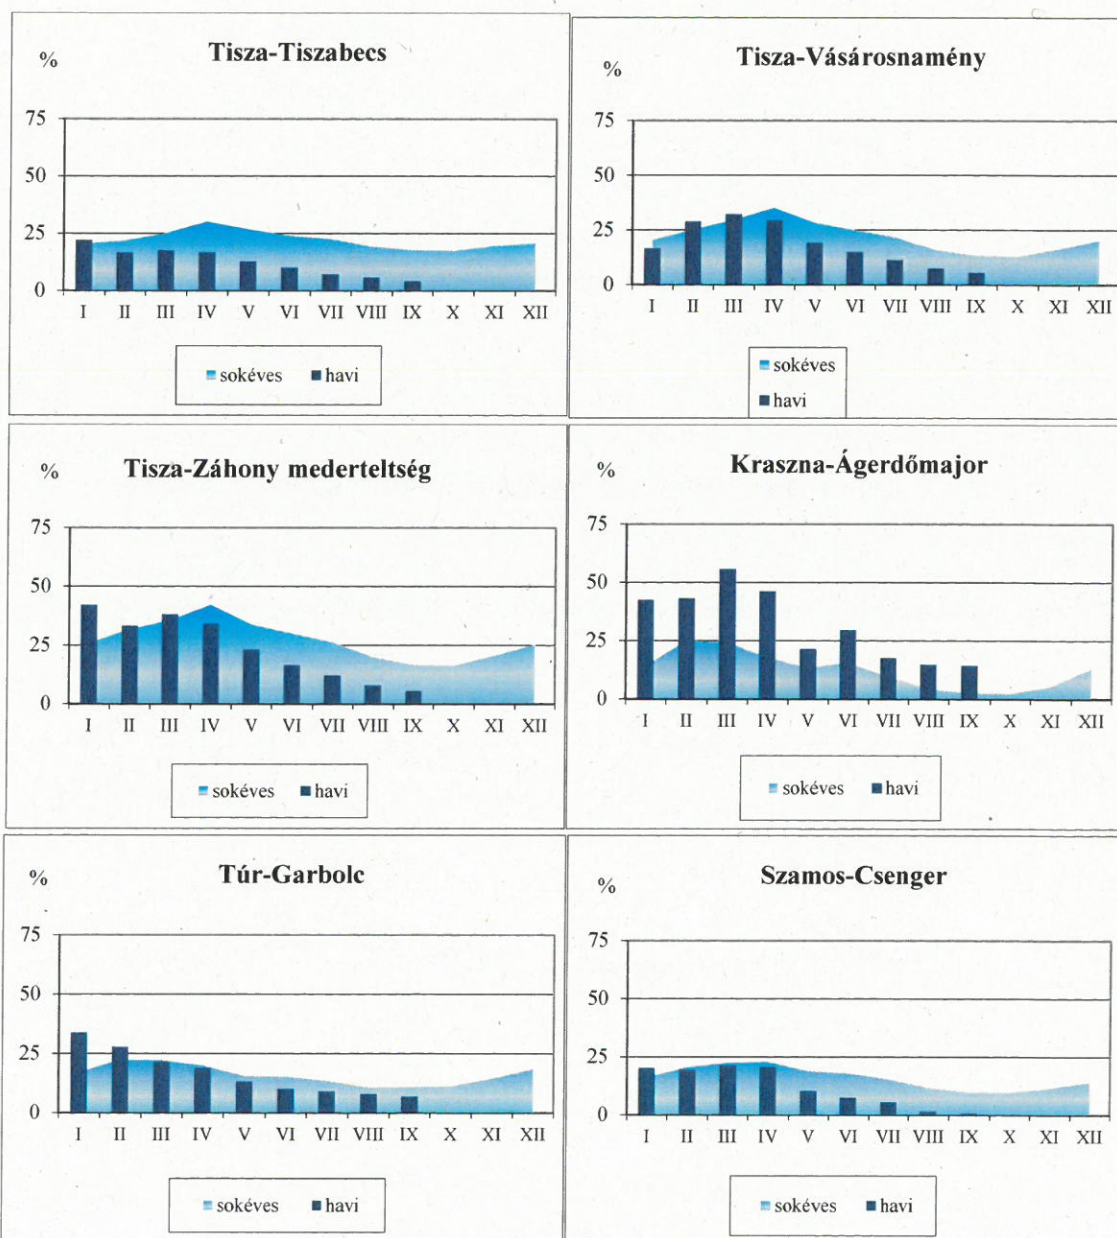 Tisza-Tiszabecs
%
75
50
25
0
I II III IV V VI VII VIII IX X XI XII
sokéves havi
Tisza-Vásárosnamény
%
75
50
25
0
I II III IV V VI VII VIII IX X XI XII
sokéves
havi
Tisza-Záhony mederteltség
%
75
50
25
0
I II III IV V VI VII VIII IX X XI XII
sokéves havi
Kraszna-Ágerdőmajor
%
75
50
25
0
I II III IV V VI VII VIII IX X XI XII
sokéves havi
Túr-Garbolc
%
75
50
25
0
I II III IV V VI VII VIII IX X XI XII
sokéves havi
Szamos-Csenger
%
75
50
25
0
I II III IV V VI VII VIII IX X XI XII
sokéves havi